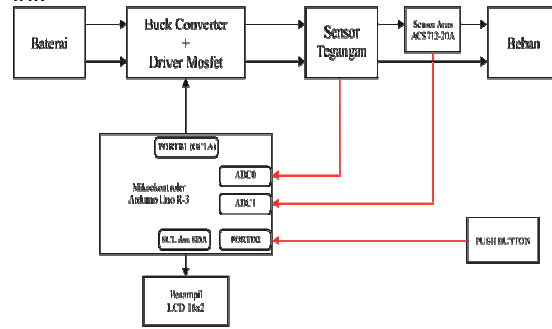 Baterai
Buck Converter
+
Driver Mosfet
Sensor
Tegangan
Sensor Arus
ACS712-20A
Beban
PORTB1
ADC0
Mikrokontroler
Arduino Uno R-3
ADC1
SCL dan SDA
PORTD2
PUSH BUTTON
Penampil
LCD 16x2